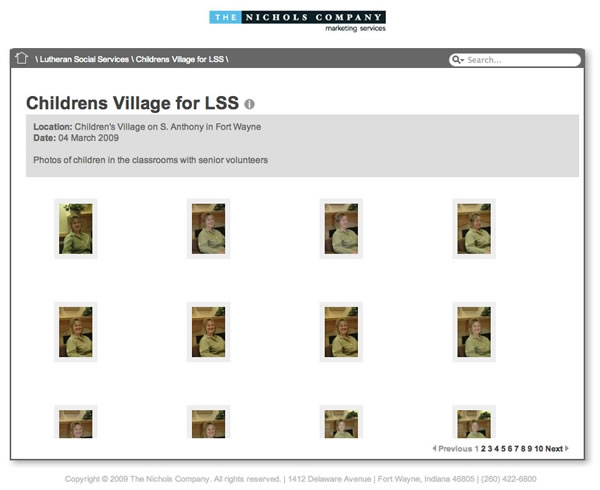 THE NICHOLS COMPANY
marketing services
\ Lutheran Social Services \ Childrens Village for LSS \
Search...
Childrens Village for LSS i
Location: Children's Village on S. Anthony in Fort Wayne
Date: 04 March 2009
Photos of children in the classrooms with senior volunteers
Previous 1 2 3 4 5 6 7 8 9 10 Next
Copyright © 2009 The Nichols Company. All rights reserved. | 1412 Delaware Avenue | Fort Wayne, Indiana 46805 | (260) 422-6800